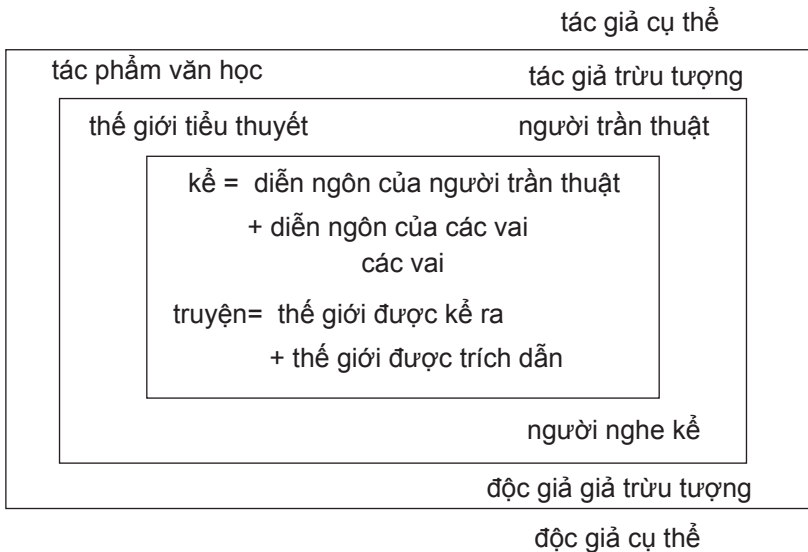 tác giả cụ thể
tác phẩm văn học
tác giả trừu tượng
thế giới tiểu thuyết
người trần thuật
kể = diễn ngôn của người trần thuật
+ diễn ngôn của các vai
các vai
truyện= thế giới được kể ra
+ thế giới được trích dẫn
người nghe kể
độc giả giả trừu tượng
độc giả cụ thể